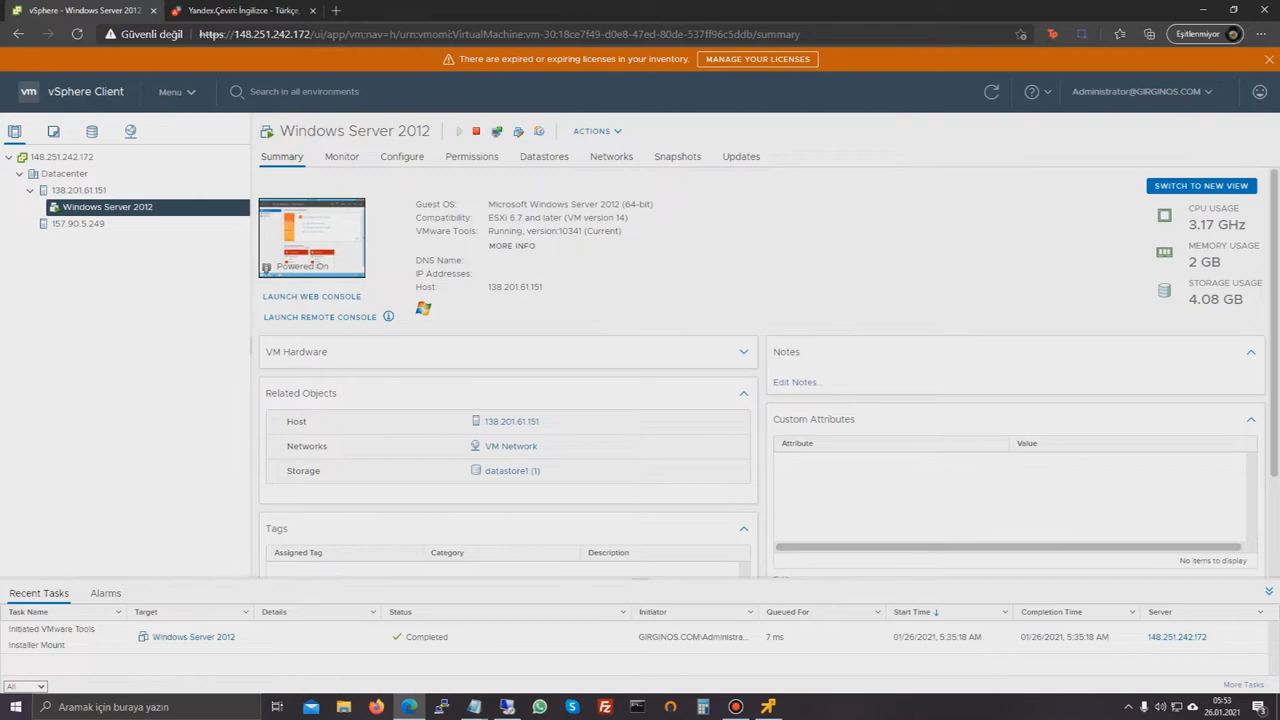 vSphere - Windows Server 2012
Yandex.Çeviri: İngilizce - Türkçe,
Güvenli değil
https://148.251.242.172/ui/app/vm;nav=h/urn:vmomi:VirtualMachine:vm-30:18ce7f49-d0e8-47ed-80de-537ff96c5ddb/summary
Eşitlenmiyor
There are expired or expiring licenses in your inventory.
MANAGE YOUR LICENSES
vm
vSphere Client
Menu
Search in all environments
Administrator@GIRGINOS.COM
148.251.242.172
Datacenter
138.201.61.151
Windows Server 2012
157.90.5.249
Windows Server 2012
ACTIONS
Summary
Monitor
Configure
Permissions
Datastores
Networks
Snapshots
Updates
Powered On
LAUNCH WEB CONSOLE
LAUNCH REMOTE CONSOLE
Guest OS: Microsoft Windows Server 2012 (64-bit)
Compatibility: ESXi 6.7 and later (VM version 14)
VMware Tools: Running, version:10341 (Current)
MORE INFO
DNS Name:
IP Addresses:
Host: 138.201.61.151
SWITCH TO NEW VIEW
CPU USAGE
3.17 GHz
MEMORY USAGE
2 GB
STORAGE USAGE
4.08 GB
VM Hardware
Related Objects
Host 138.201.61.151
Networks VM Network
Storage datastore1 (1)
Tags
Assigned Tag Category Description
Notes
Edit Notes...
Custom Attributes
Attribute Value
No items to display
Recent Tasks
Alarms
Task Name Target Details Status Initiator Queued For Start Time Completion Time Server
Initiated VMware Tools
Installer Mount
Windows Server 2012
Completed
GIRGINOS.COM\Administra...
7 ms
01/26/2021, 5:35:18 AM
01/26/2021, 5:35:18 AM
148.251.242.172
All
More Tasks
Aramak için buraya yazın
05:53
26.01.2021